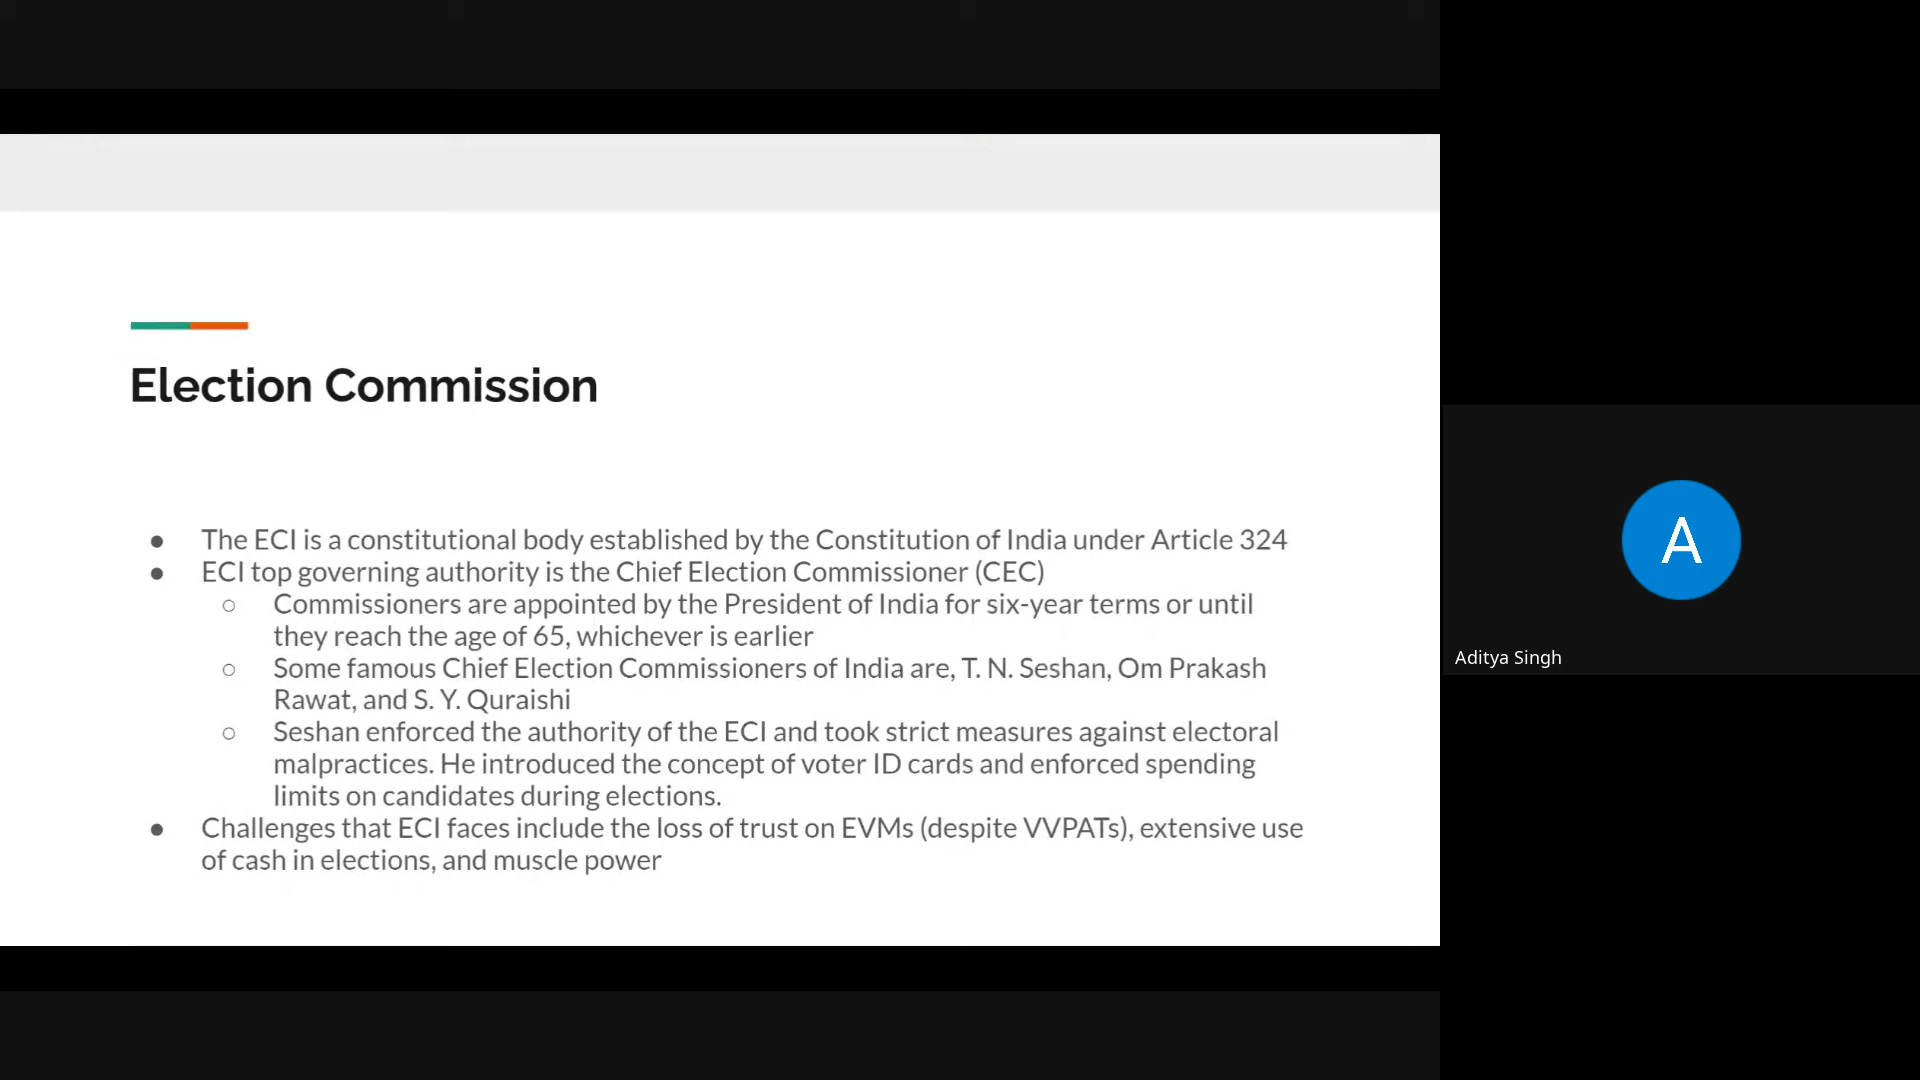 Election Commission
● The ECI is a constitutional body established by the Constitution of India under Article 324
● ECI top governing authority is the Chief Election Commissioner (CEC)
○ Commissioners are appointed by the President of India for six-year terms or until
they reach the age of 65, whichever is earlier
○ Some famous Chief Election Commissioners of India are, T. N. Seshan, Om Prakash
Rawat, and S. Y. Quraishi
○ Seshan enforced the authority of the ECI and took strict measures against electoral
malpractices. He introduced the concept of voter ID cards and enforced spending
limits on candidates during elections.
● Challenges that ECI faces include the loss of trust on EVMs (despite VVPATs), extensive use
of cash in elections, and muscle power
A
Aditya Singh